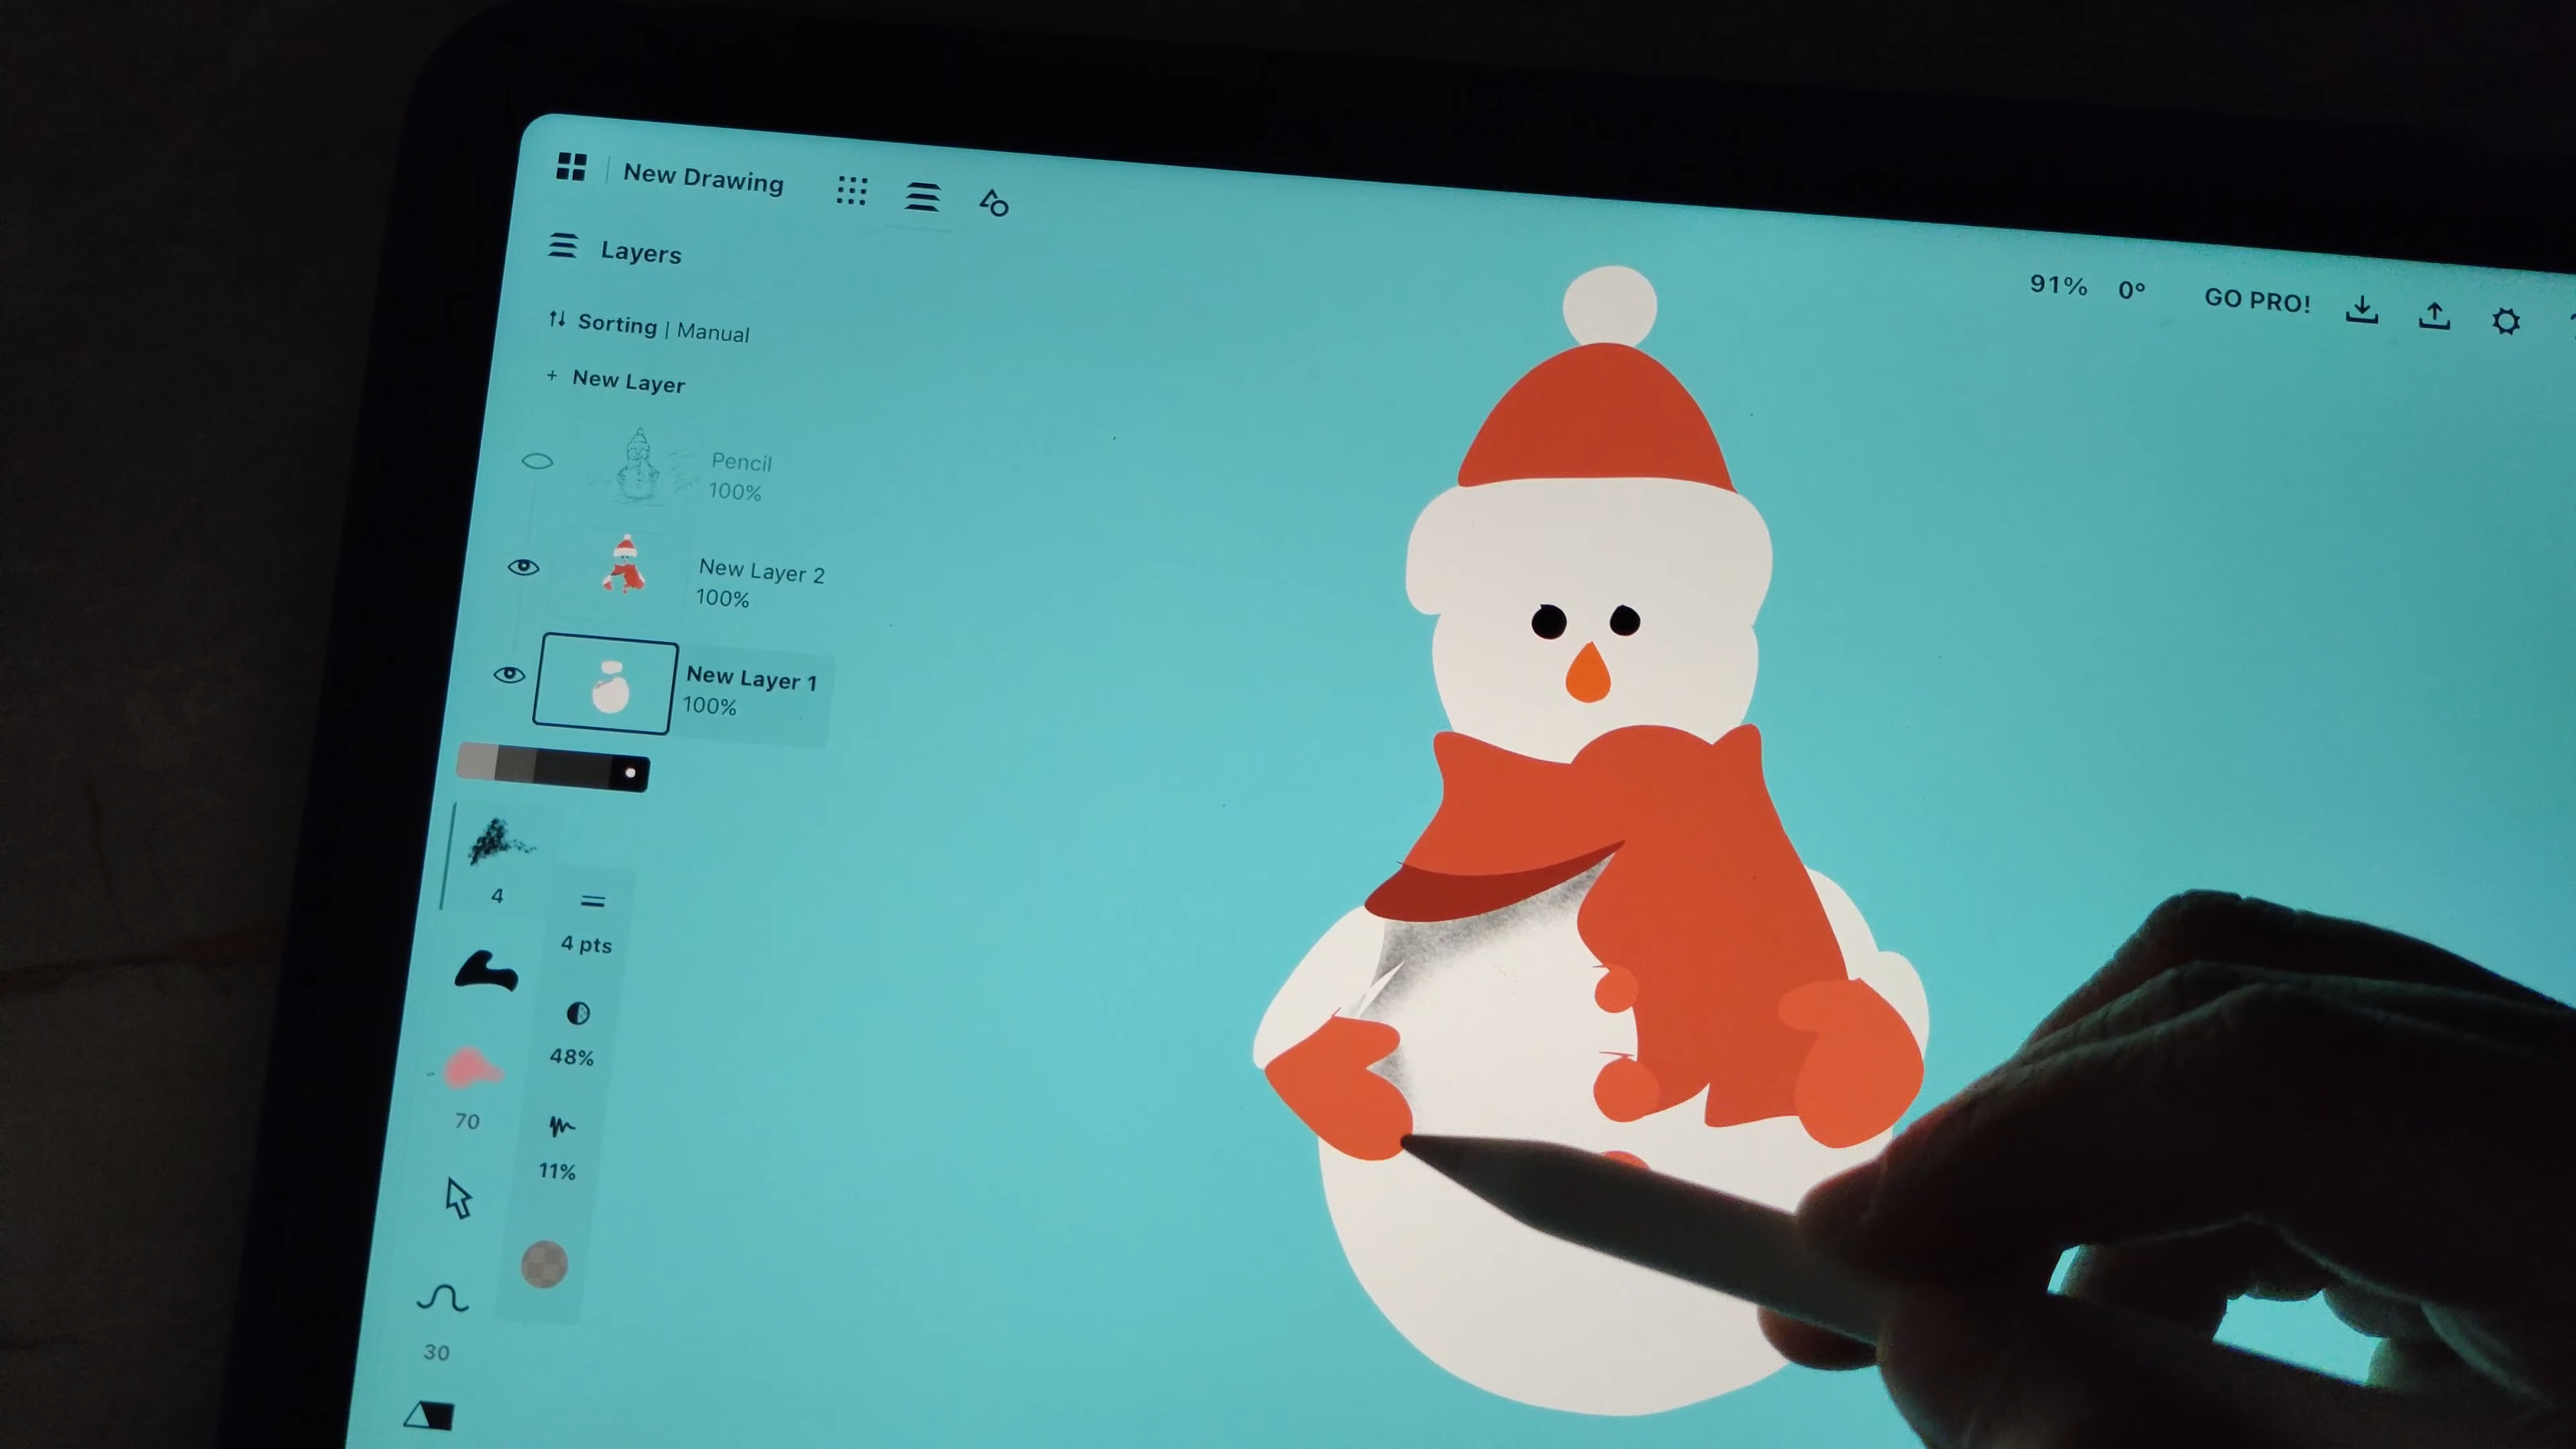 New Drawing
91% 0° GO PRO!
Layers
Sorting | Manual
+ New Layer
Pencil
100%
New Layer 2
100%
New Layer 1
100%
4
4 pts
48%
70
11%
30